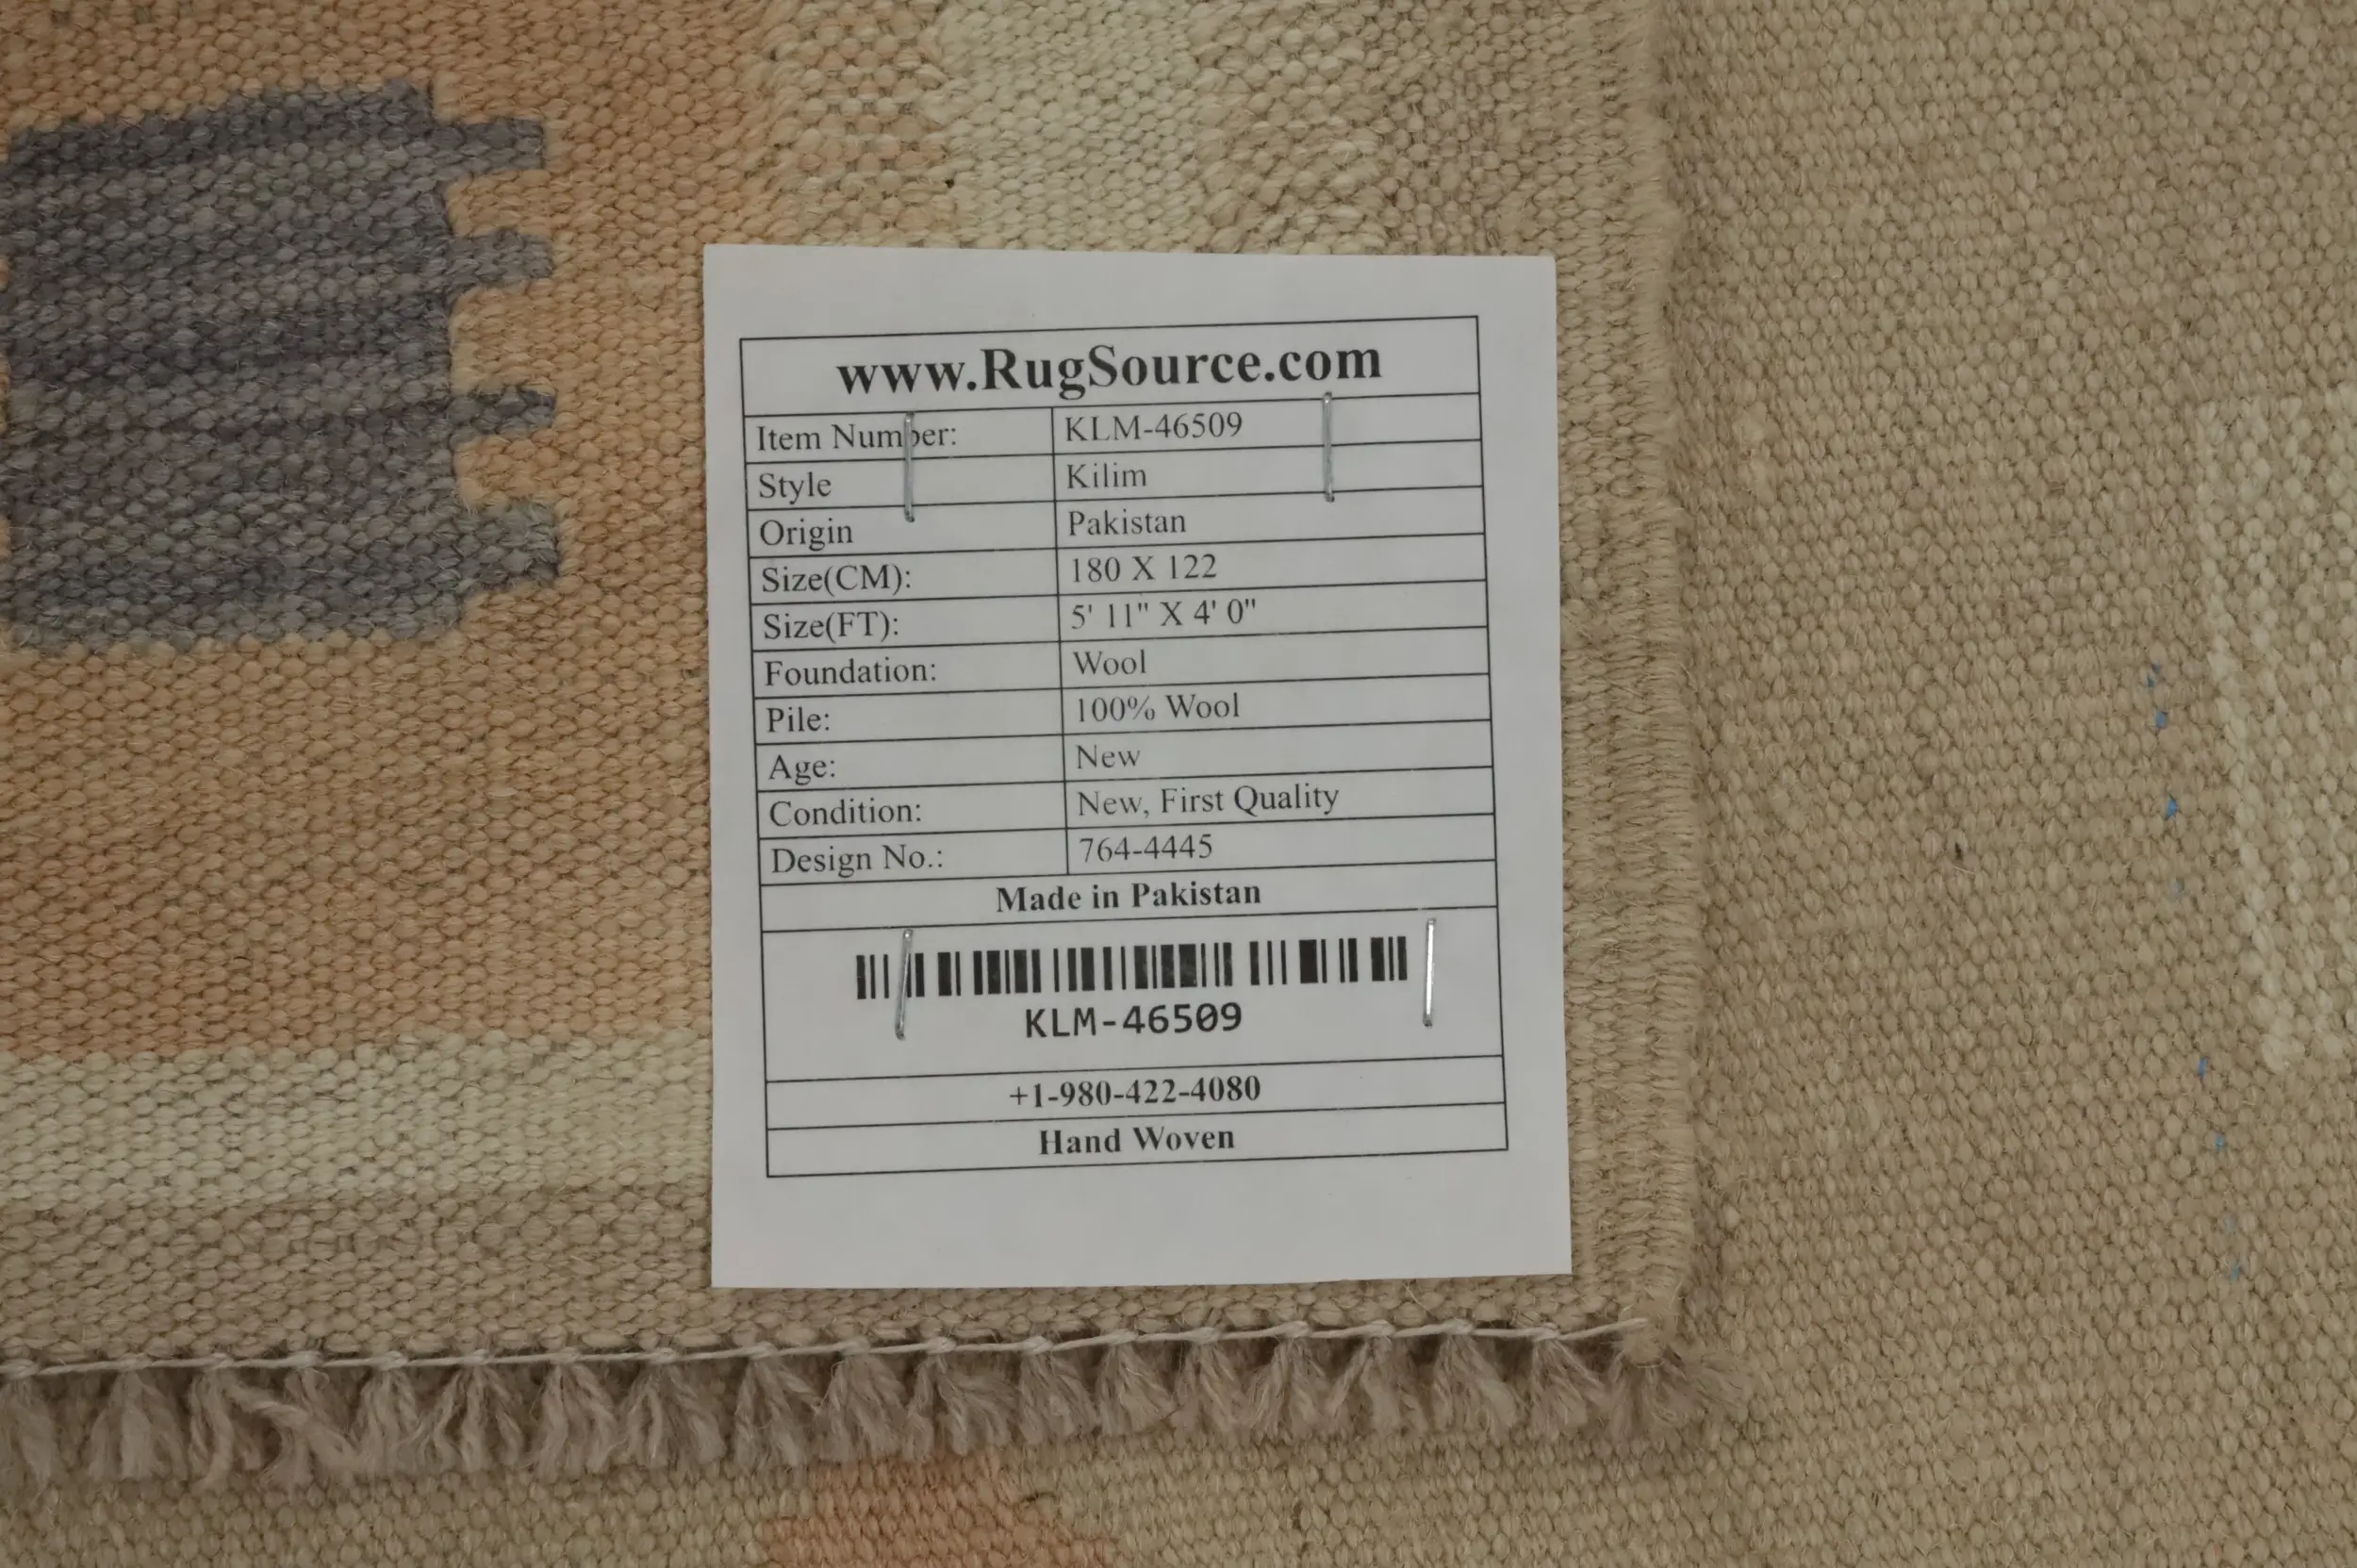 www.RugSource.com
Item Number: KLM-46509
Style Kilim
Origin Pakistan
Size(CM): 180 X 122
Size(FT): 5' 11" X 4' 0"
Foundation: Wool
Pile: 100% Wool
Age: New
Condition: New, First Quality
Design No.: 764-4445
Made in Pakistan
KLM-46509
+1-980-422-4080
Hand Woven